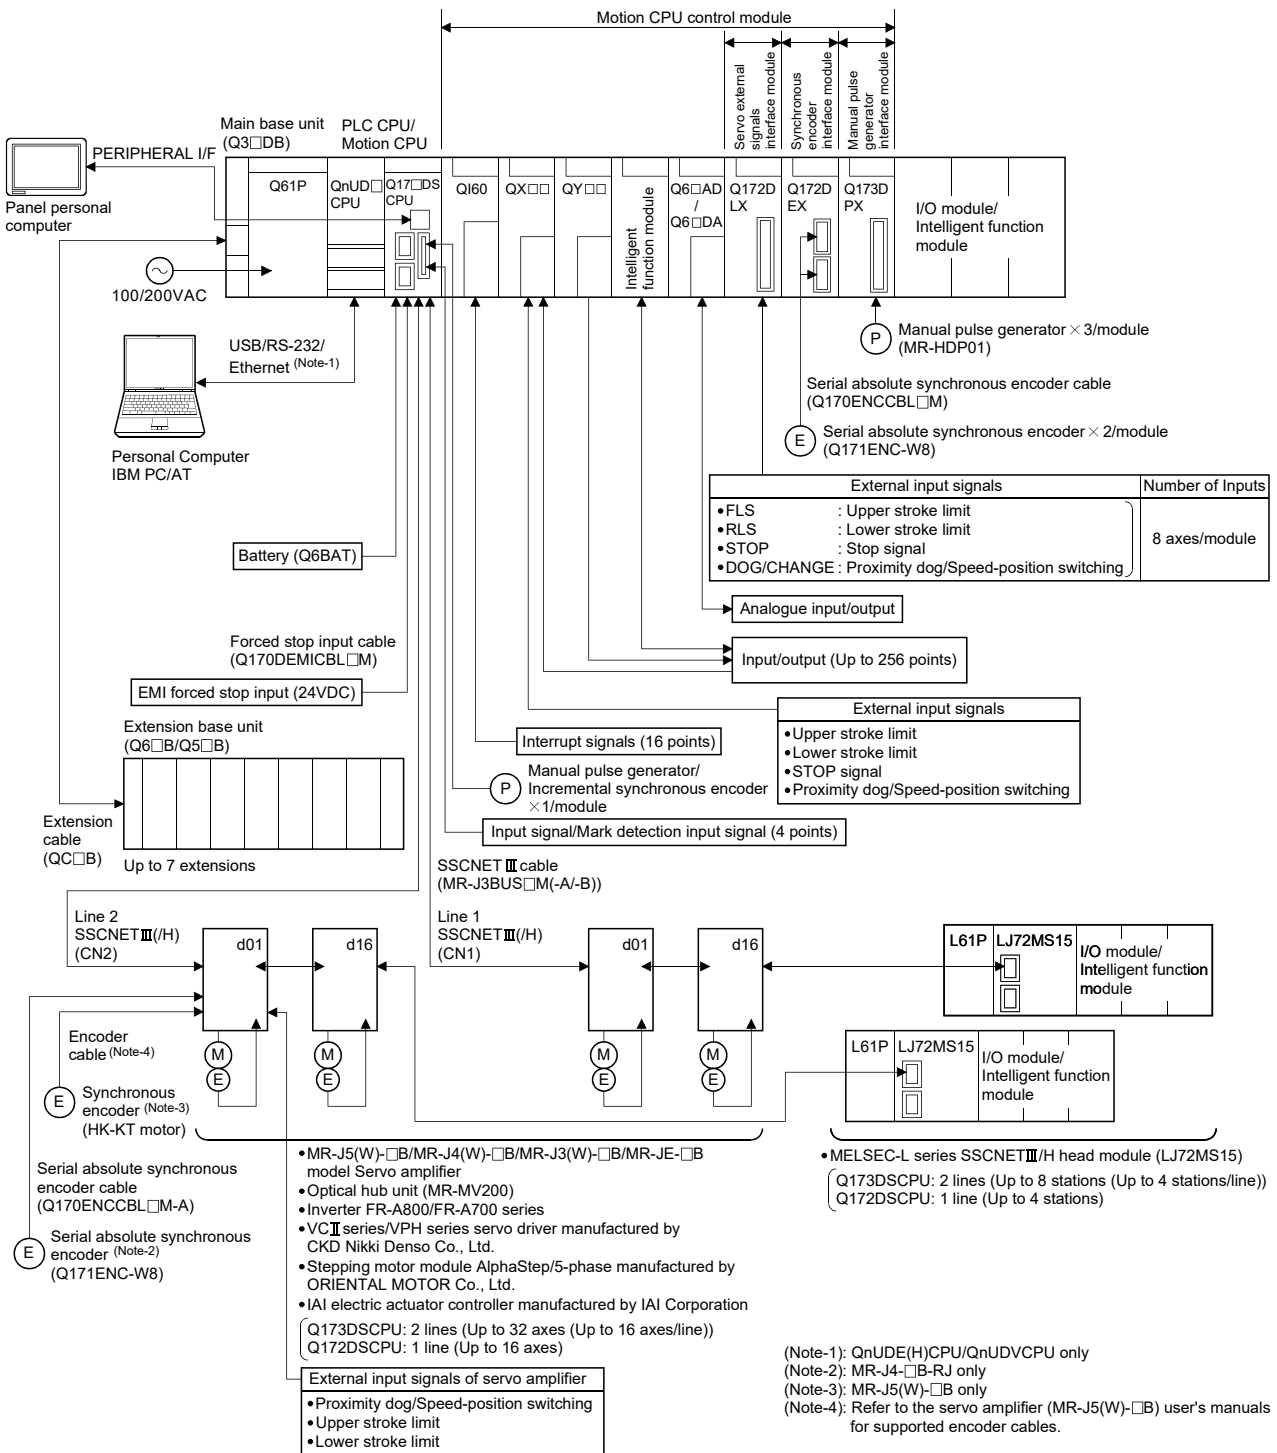 Motion CPU control module
Servo external
signals
interface module
Synchronous
encoder
interface module
Manual pulse
generator
interface module
Main base unit
(Q3□DB)
PLC CPU/
Motion CPU
PERIPHERAL I/F
Panel personal
computer
Q61P
QnUD□
CPU
Q17□DS
CPU
QI60
QX□□
QY□□
Intelligent
function module
Q6□AD
/
Q6□DA
Q172D
LX
Q172D
EX
Q173D
PX
I/O module/
Intelligent function
module
100/200VAC
USB/RS-232/
Ethernet (Note-1)
P
Manual pulse generator×3/module
(MR-HDP01)
Serial absolute synchronous encoder cable
(Q170ENCCBL□M)
E
Serial absolute synchronous encoder×2/module
(Q171ENC-W8)
Personal Computer
IBM PC/AT
External input signals Number of Inputs
•FLS : Upper stroke limit
•RLS : Lower stroke limit
•STOP : Stop signal
•DOG/CHANGE : Proximity dog/Speed-position switching
8 axes/module
Battery (Q6BAT)
Analogue input/output
Forced stop input cable
(Q170DEMICBL□M)
Input/output (Up to 256 points)
EMI forced stop input (24VDC)
External input signals
•Upper stroke limit
•Lower stroke limit
•STOP signal
•Proximity dog/Speed-position switching
Extension base unit
(Q6□B/Q5□B)
Interrupt signals (16 points)
P
Manual pulse generator/
Incremental synchronous encoder
×1/module
Input signal/Mark detection input signal (4 points)
Extension
cable
(QC□B)
Up to 7 extensions
SSCNETⅢ cable
(MR-J3BUS□M(-A/-B))
Line 2
SSCNETⅢ(/H)
(CN2)
d01
d16
Line 1
SSCNETⅢ(/H)
(CN1)
d01
d16
L61P
LJ72MS15
I/O module/
Intelligent function
module
Encoder
cable (Note-4)
M
E
M
E
M
E
M
E
L61P
LJ72MS15
I/O module/
Intelligent function
module
E
Synchronous
encoder (Note-3)
(HK-KT motor)
Serial absolute synchronous
encoder cable
(Q170ENCCBL□M-A)
E
Serial absolute synchronous
encoder (Note-2)
(Q171ENC-W8)
•MR-J5(W)-□B/MR-J4(W)-□B/MR-J3(W)-□B/MR-JE-□B
model Servo amplifier
•Optical hub unit (MR-MV200)
•Inverter FR-A800/FR-A700 series
•VCⅡ series/VPH series servo driver manufactured by
CKD Nikki Denso Co., Ltd.
•Stepping motor module AlphaStep/5-phase manufactured by
ORIENTAL MOTOR Co., Ltd.
•IAI electric actuator controller manufactured by IAI Corporation
Q173DSCPU: 2 lines (Up to 32 axes (Up to 16 axes/line))
Q172DSCPU: 1 line (Up to 16 axes)
•MELSEC-L series SSCNETⅢ/H head module (LJ72MS15)
Q173DSCPU: 2 lines (Up to 8 stations (Up to 4 stations/line))
Q172DSCPU: 1 line (Up to 4 stations)
External input signals of servo amplifier
•Proximity dog/Speed-position switching
•Upper stroke limit
•Lower stroke limit
(Note-1): QnUDE(H)CPU/QnUDVCPU only
(Note-2): MR-J4-□B-RJ only
(Note-3): MR-J5(W)-□B only
(Note-4): Refer to the servo amplifier (MR-J5(W)-□B) user's manuals
for supported encoder cables.